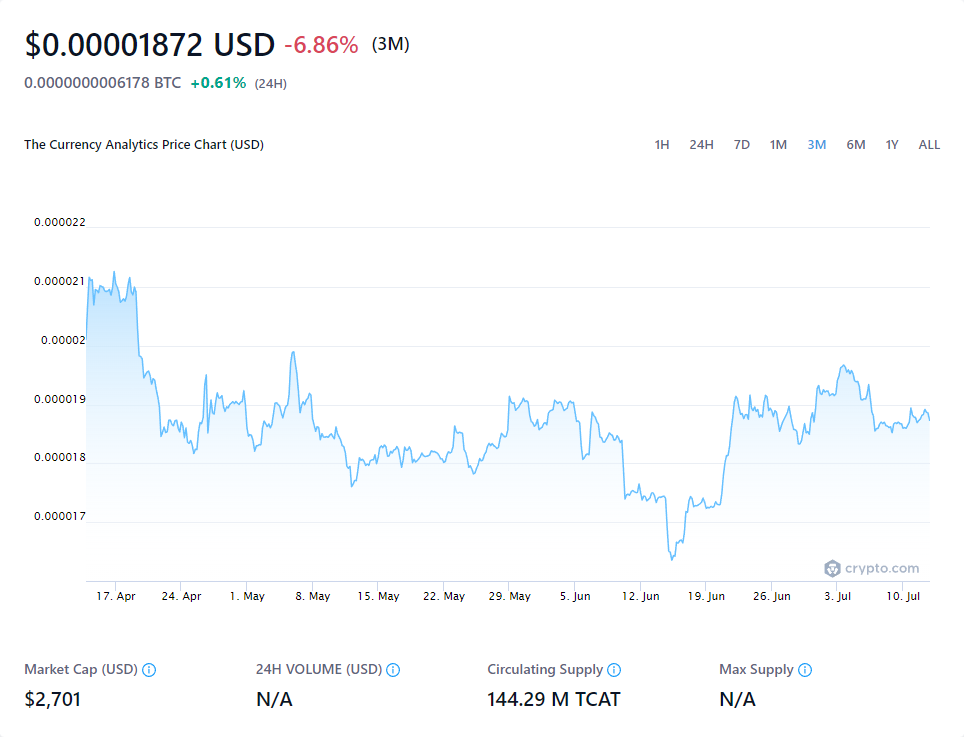 $0.00001872 USD -6.86% (3M)
0.0000000006178 BTC +0.61% (24H)
The Currency Analytics Price Chart (USD)
1H 24H 7D 1M 3M 6M 1Y ALL
0.000022
0.000021
0.00002
0.000019
0.000018
0.000017
crypto.com
17. Apr 24. Apr 1. May 8. May 15. May 22. May 29. May 5. Jun 12. Jun 19. Jun 26. Jun 3. Jul 10. Jul
Market Cap (USD) 24H VOLUME (USD) Circulating Supply Max Supply
$2,701 N/A 144.29 M TCAT N/A